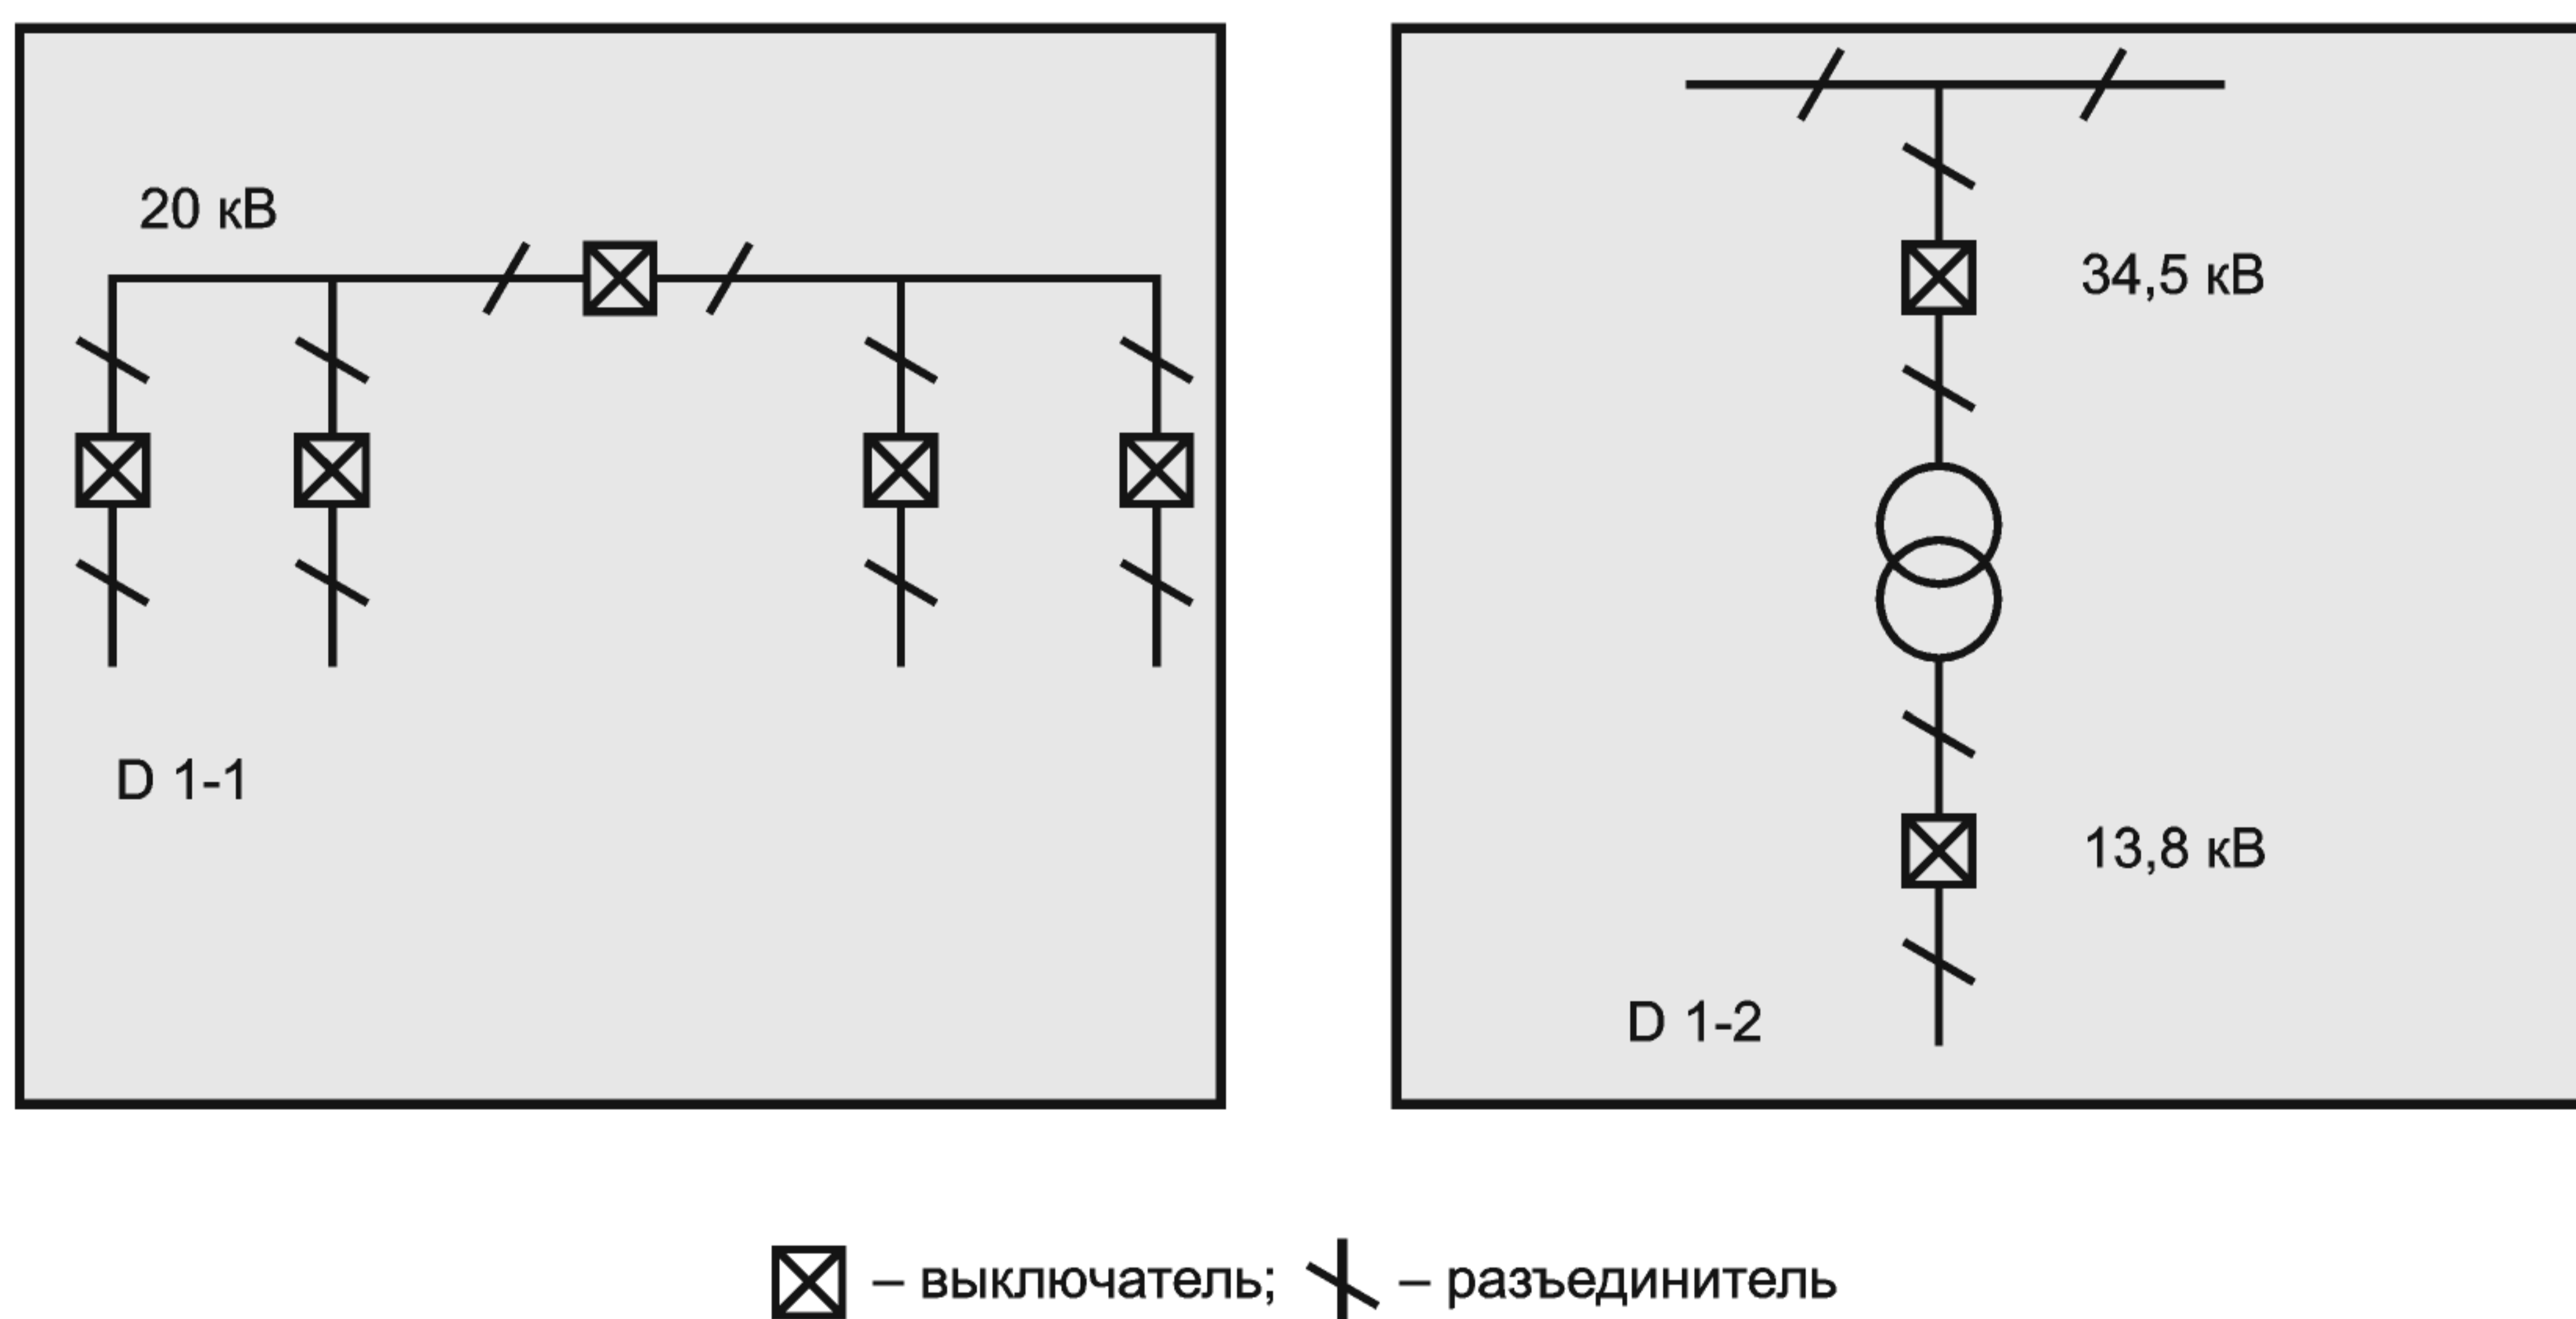 20 кВ
D 1-1
34,5 кВ
13,8 кВ
D 1-2
– выключатель; – разъединитель